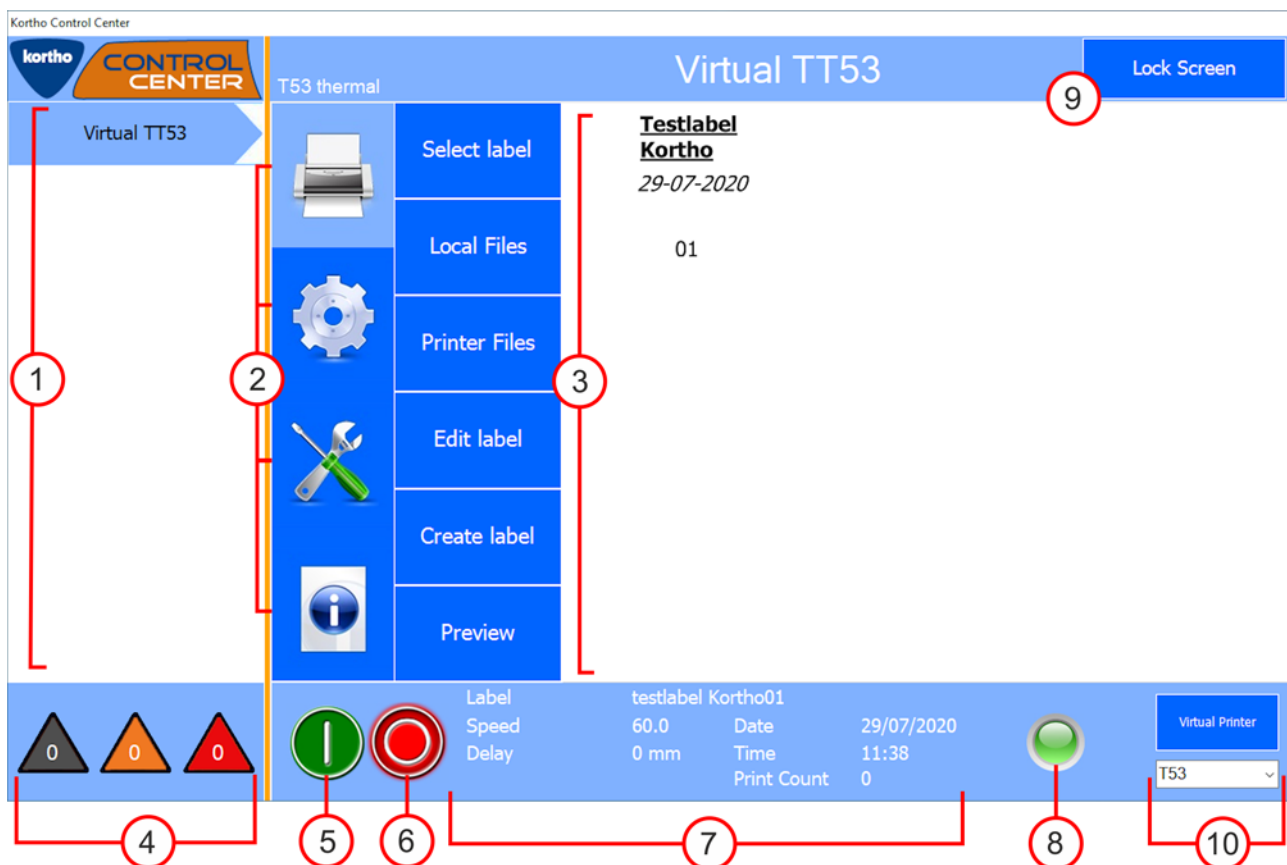 Kortho Control Center
kortho
CONTROL
CENTER
T53 thermal
Virtual TT53
Lock Screen
9
Virtual TT53
Select label
Local Files
Printer Files
Edit label
Create label
Preview
Testlabel
Kortho
29-07-2020
01
1
2
3
0 0 0
Label testlabel Kortho01
Speed 60.0 Date 29/07/2020
Delay 0 mm Time 11:38
Print Count 0
Virtual Printer
T53
4
5
6
7
8
10